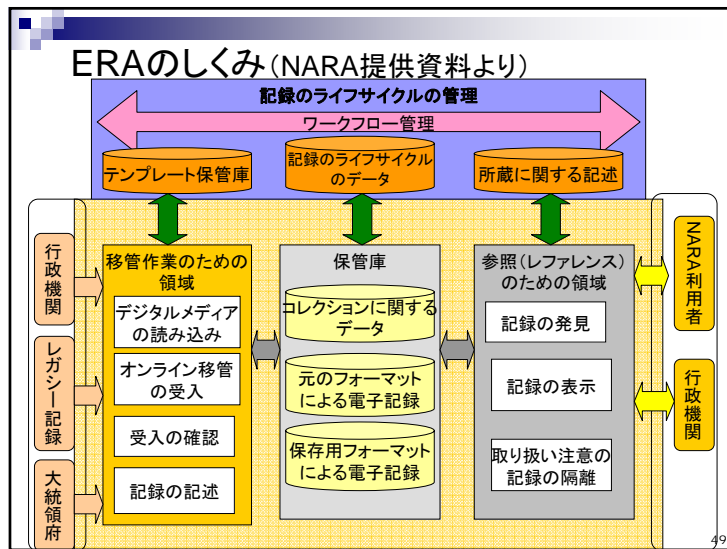 ERAのしくみ(NARA提供資料より)
記録のライフサイクルの管理
ワークフロー管理
テンプレート保管庫
記録のライフサイクル
のデータ
所蔵に関する記述
行政機関
レガシー記録
大統領府
移管作業のための
領域
デジタルメディア
の読み込み
オンライン移管
の受入
受入の確認
記録の記述
保管庫
コレクションに関する
データ
元のフォーマット
による電子記録
保存用フォーマット
による電子記録
参照(レファレンス)
のための領域
記録の発見
記録の表示
取り扱い注意の
記録の隔離
NARA利用者
行政機関
49